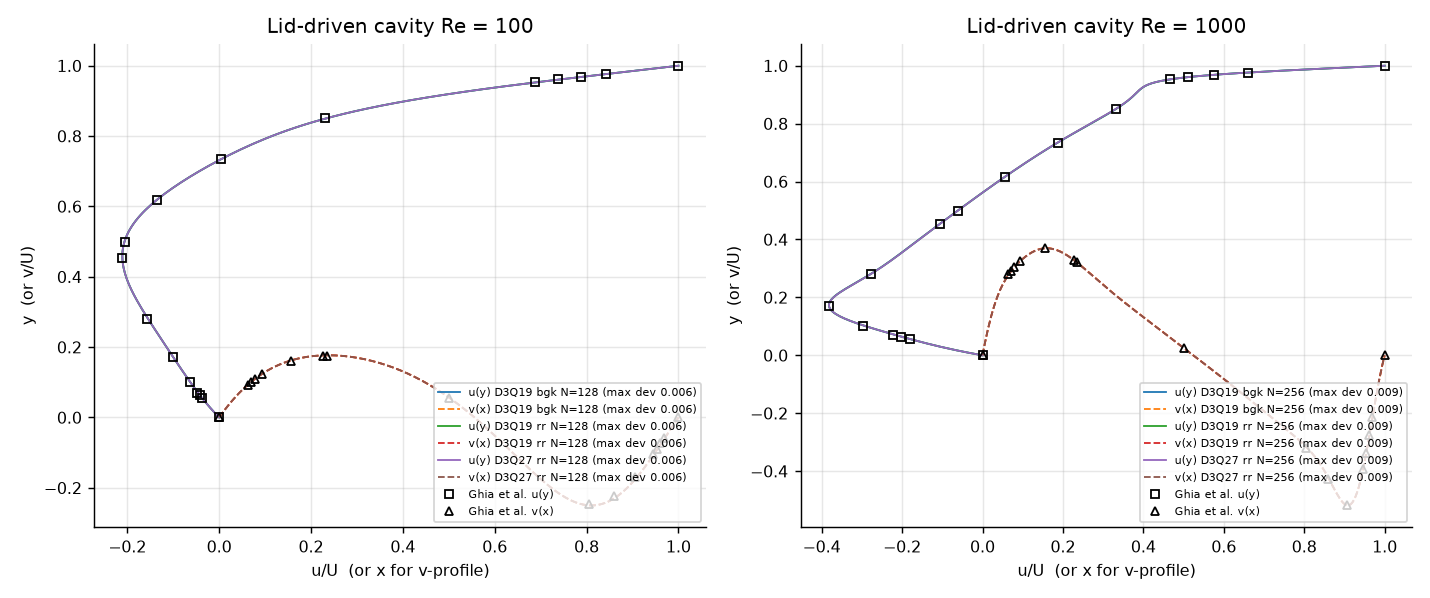 Lid-driven cavity Re = 100
1.0
0.8
0.6
0.4
0.2
0.0
−0.2
y (or v/U)
−0.2
0.0
0.2
0.4
0.6
0.8
1.0
u/U (or x for v-profile)
u(y) D3Q19 bgk N=128 (max dev 0.006)
v(x) D3Q19 bgk N=128 (max dev 0.006)
u(y) D3Q19 rr N=128 (max dev 0.006)
v(x) D3Q19 rr N=128 (max dev 0.006)
u(y) D3Q27 rr N=128 (max dev 0.006)
v(x) D3Q27 rr N=128 (max dev 0.006)
Ghia et al. u(y)
Ghia et al. v(x)
Lid-driven cavity Re = 1000
1.0
0.8
0.6
0.4
0.2
0.0
−0.2
−0.4
y (or v/U)
−0.4
−0.2
0.0
0.2
0.4
0.6
0.8
1.0
u/U (or x for v-profile)
u(y) D3Q19 bgk N=256 (max dev 0.009)
v(x) D3Q19 bgk N=256 (max dev 0.009)
u(y) D3Q19 rr N=256 (max dev 0.009)
v(x) D3Q19 rr N=256 (max dev 0.009)
u(y) D3Q27 rr N=256 (max dev 0.009)
v(x) D3Q27 rr N=256 (max dev 0.009)
Ghia et al. u(y)
Ghia et al. v(x)